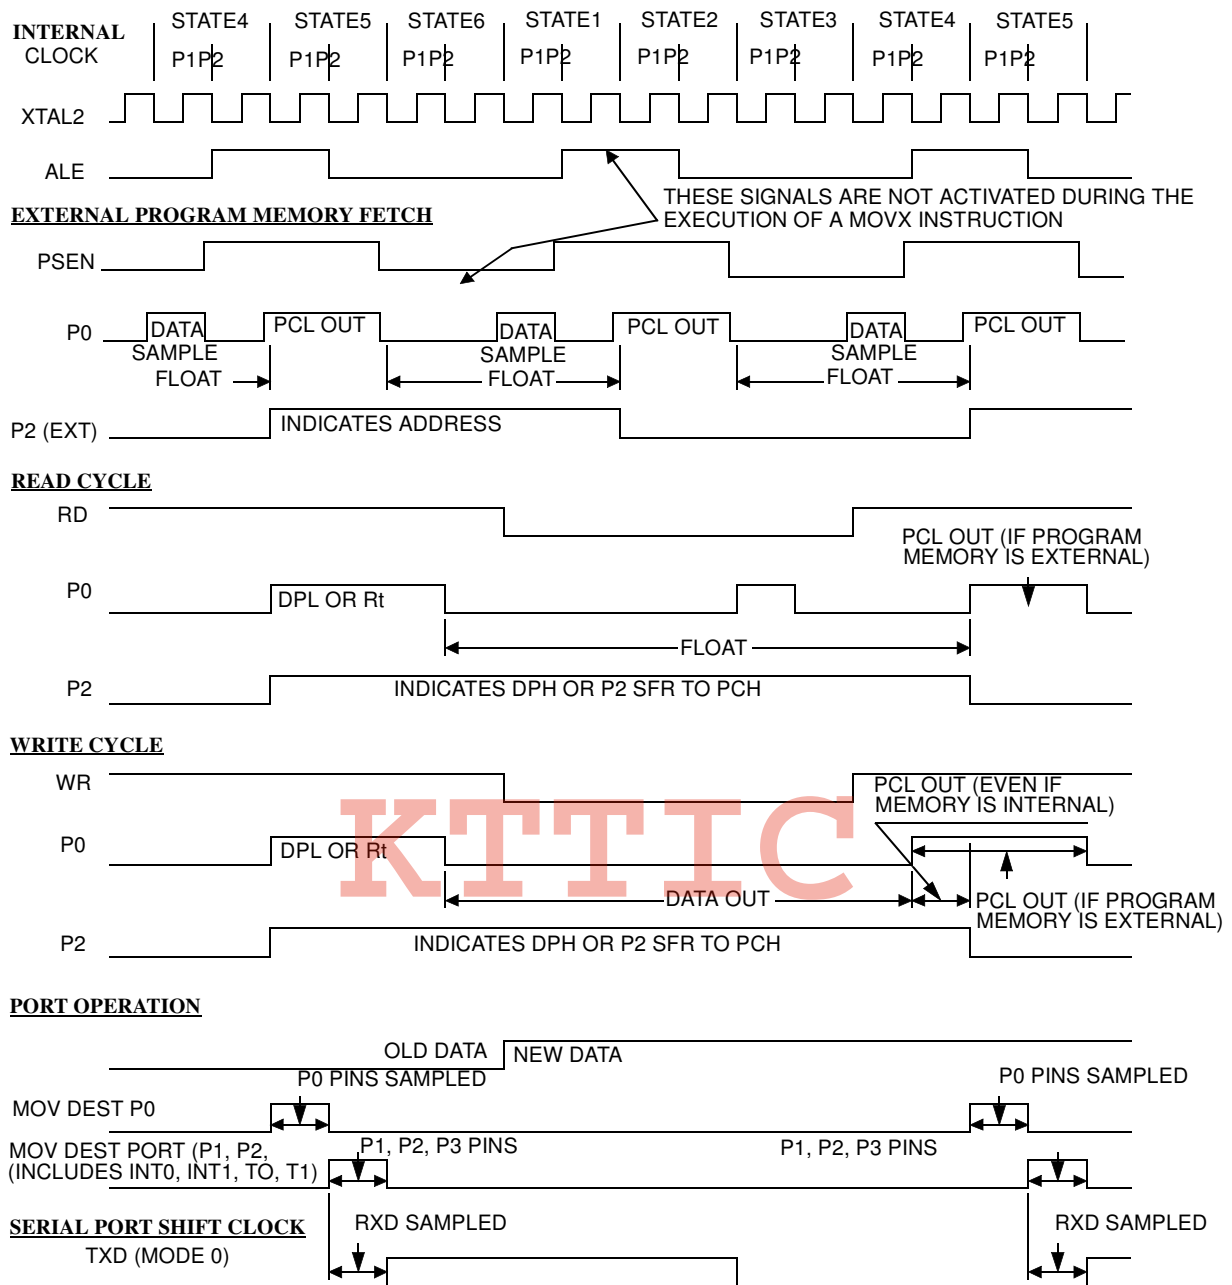 STATE4 STATE5 STATE6 STATE1 STATE2 STATE3 STATE4 STATE5
INTERNAL
CLOCK
P1P2 P1P2 P1P2 P1P2 P1P2 P1P2 P1P2 P1P2
XTAL2
ALE
THESE SIGNALS ARE NOT ACTIVATED DURING THE
EXECUTION OF A MOVX INSTRUCTION
EXTERNAL PROGRAM MEMORY FETCH
PSEN
P0 DATA PCL OUT DATA PCL OUT DATA PCL OUT
SAMPLE SAMPLE SAMPLE
FLOAT FLOAT FLOAT
P2 (EXT) INDICATES ADDRESS
READ CYCLE
RD
PCL OUT (IF PROGRAM
MEMORY IS EXTERNAL)
P0 DPL OR Rt
FLOAT
P2 INDICATES DPH OR P2 SFR TO PCH
WRITE CYCLE
WR
PCL OUT (EVEN IF
MEMORY IS INTERNAL)
KTTIC
P0 DPL OR Rt
DATA OUT
PCL OUT (IF PROGRAM
MEMORY IS EXTERNAL)
P2 INDICATES DPH OR P2 SFR TO PCH
PORT OPERATION
OLD DATA NEW DATA
P0 PINS SAMPLED P0 PINS SAMPLED
MOV DEST P0
MOV DEST PORT (P1, P2, P1, P2, P3 PINS P1, P2, P3 PINS
(INCLUDES INT0, INT1, TO, T1)
SERIAL PORT SHIFT CLOCK RXD SAMPLED RXD SAMPLED
TXD (MODE 0)